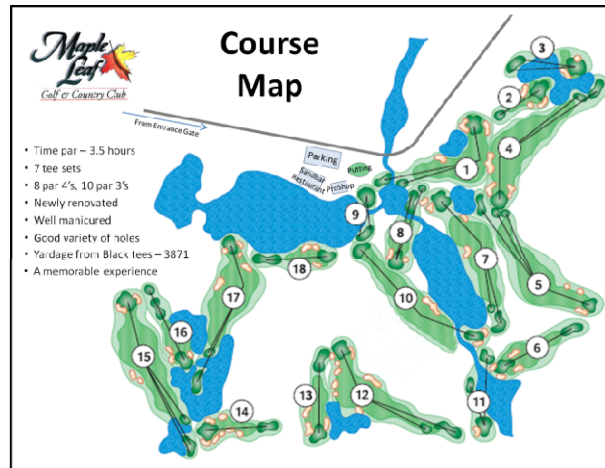 Maple
Leaf
Golf & Country Club
Course
Map
From Entrance Gate
• Time par – 3.5 hours
• 7 tee sets
• 8 par 4's, 10 par 3's
• Newly renovated
• Well manicured
• Good variety of holes
• Yardage from Black tees – 3871
• A memorable experience
Parking
Putting
Sandbar
Restaurant
Proshop
3
2
4
1
9
8
7
5
18
10
17
16
15
6
13
12
11
14